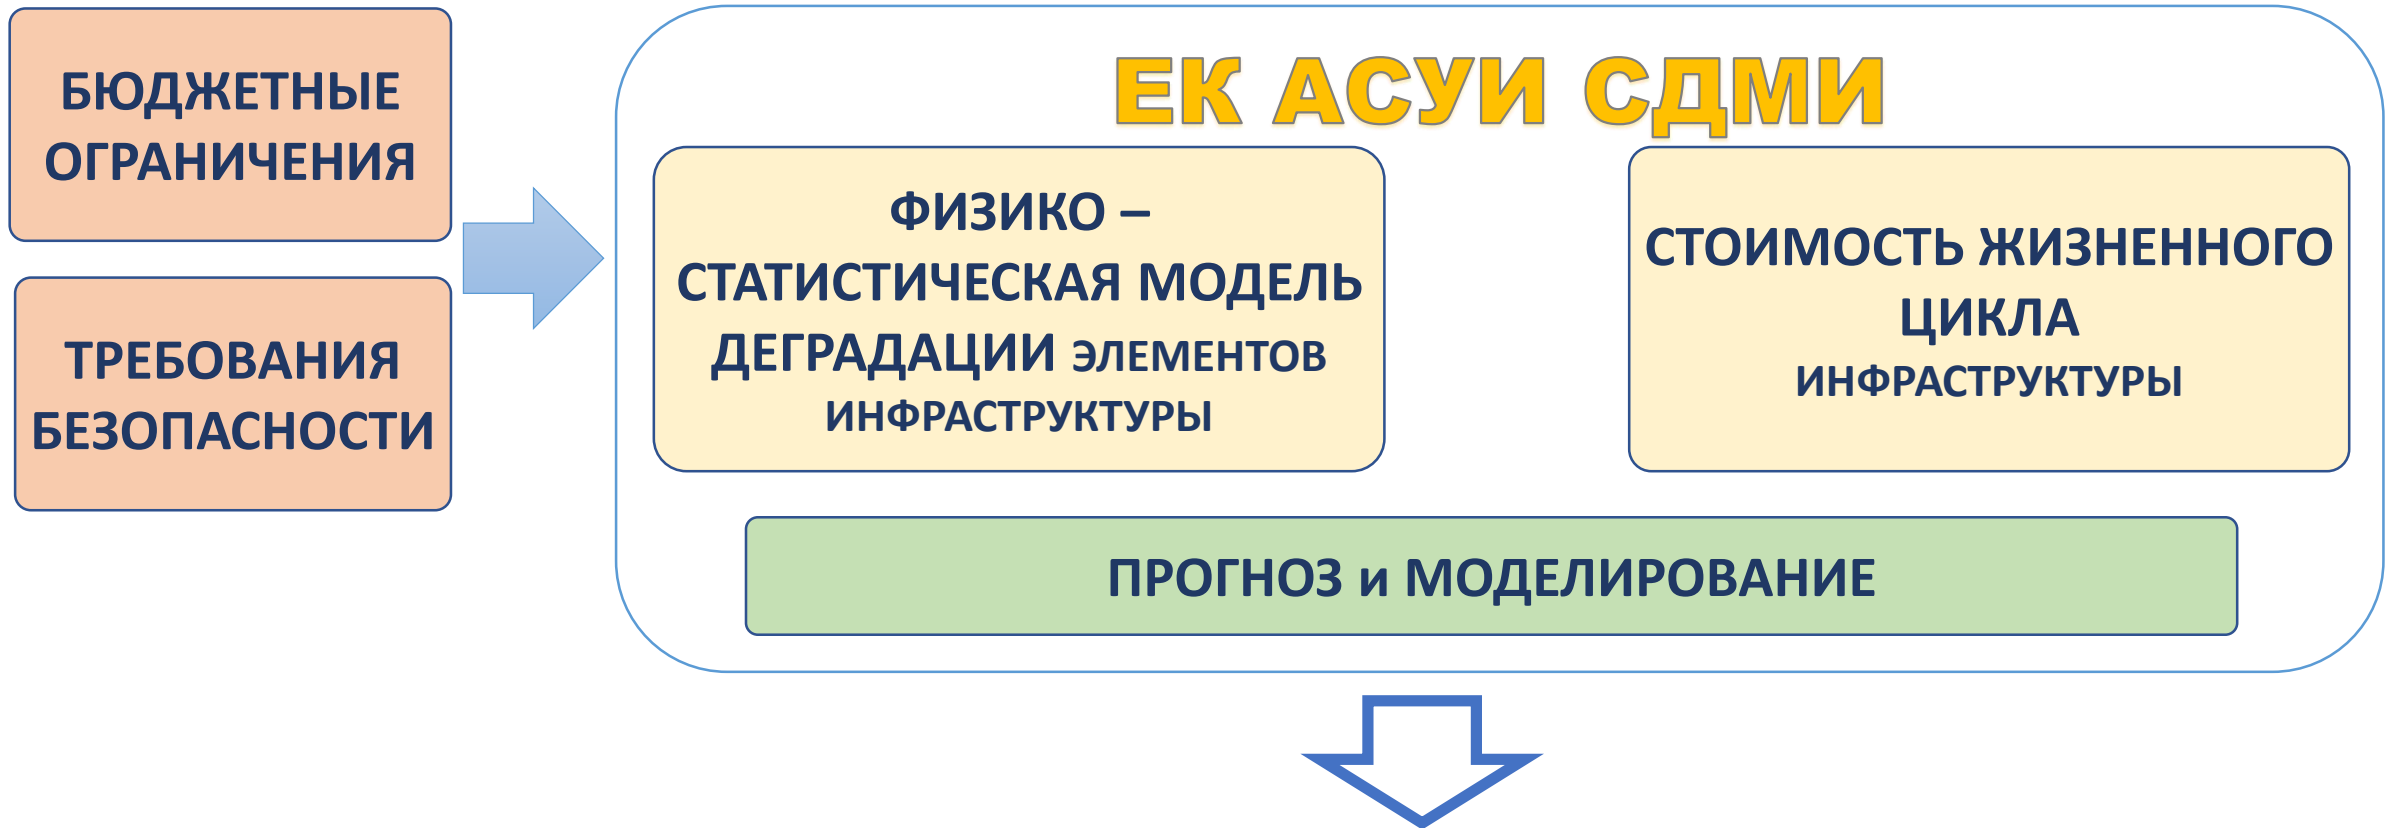 БЮДЖЕТНЫЕ
ОГРАНИЧЕНИЯ
ТРЕБОВАНИЯ
БЕЗОПАСНОСТИ
ЕК АСУИ СДМИ
ФИЗИКО –
СТАТИСТИЧЕСКАЯ МОДЕЛЬ
ДЕГРАДАЦИИ ЭЛЕМЕНТОВ
ИНФРАСТРУКТУРЫ
СТОИМОСТЬ ЖИЗНЕННОГО
ЦИКЛА
ИНФРАСТРУКТУРЫ
ПРОГНОЗ и МОДЕЛИРОВАНИЕ